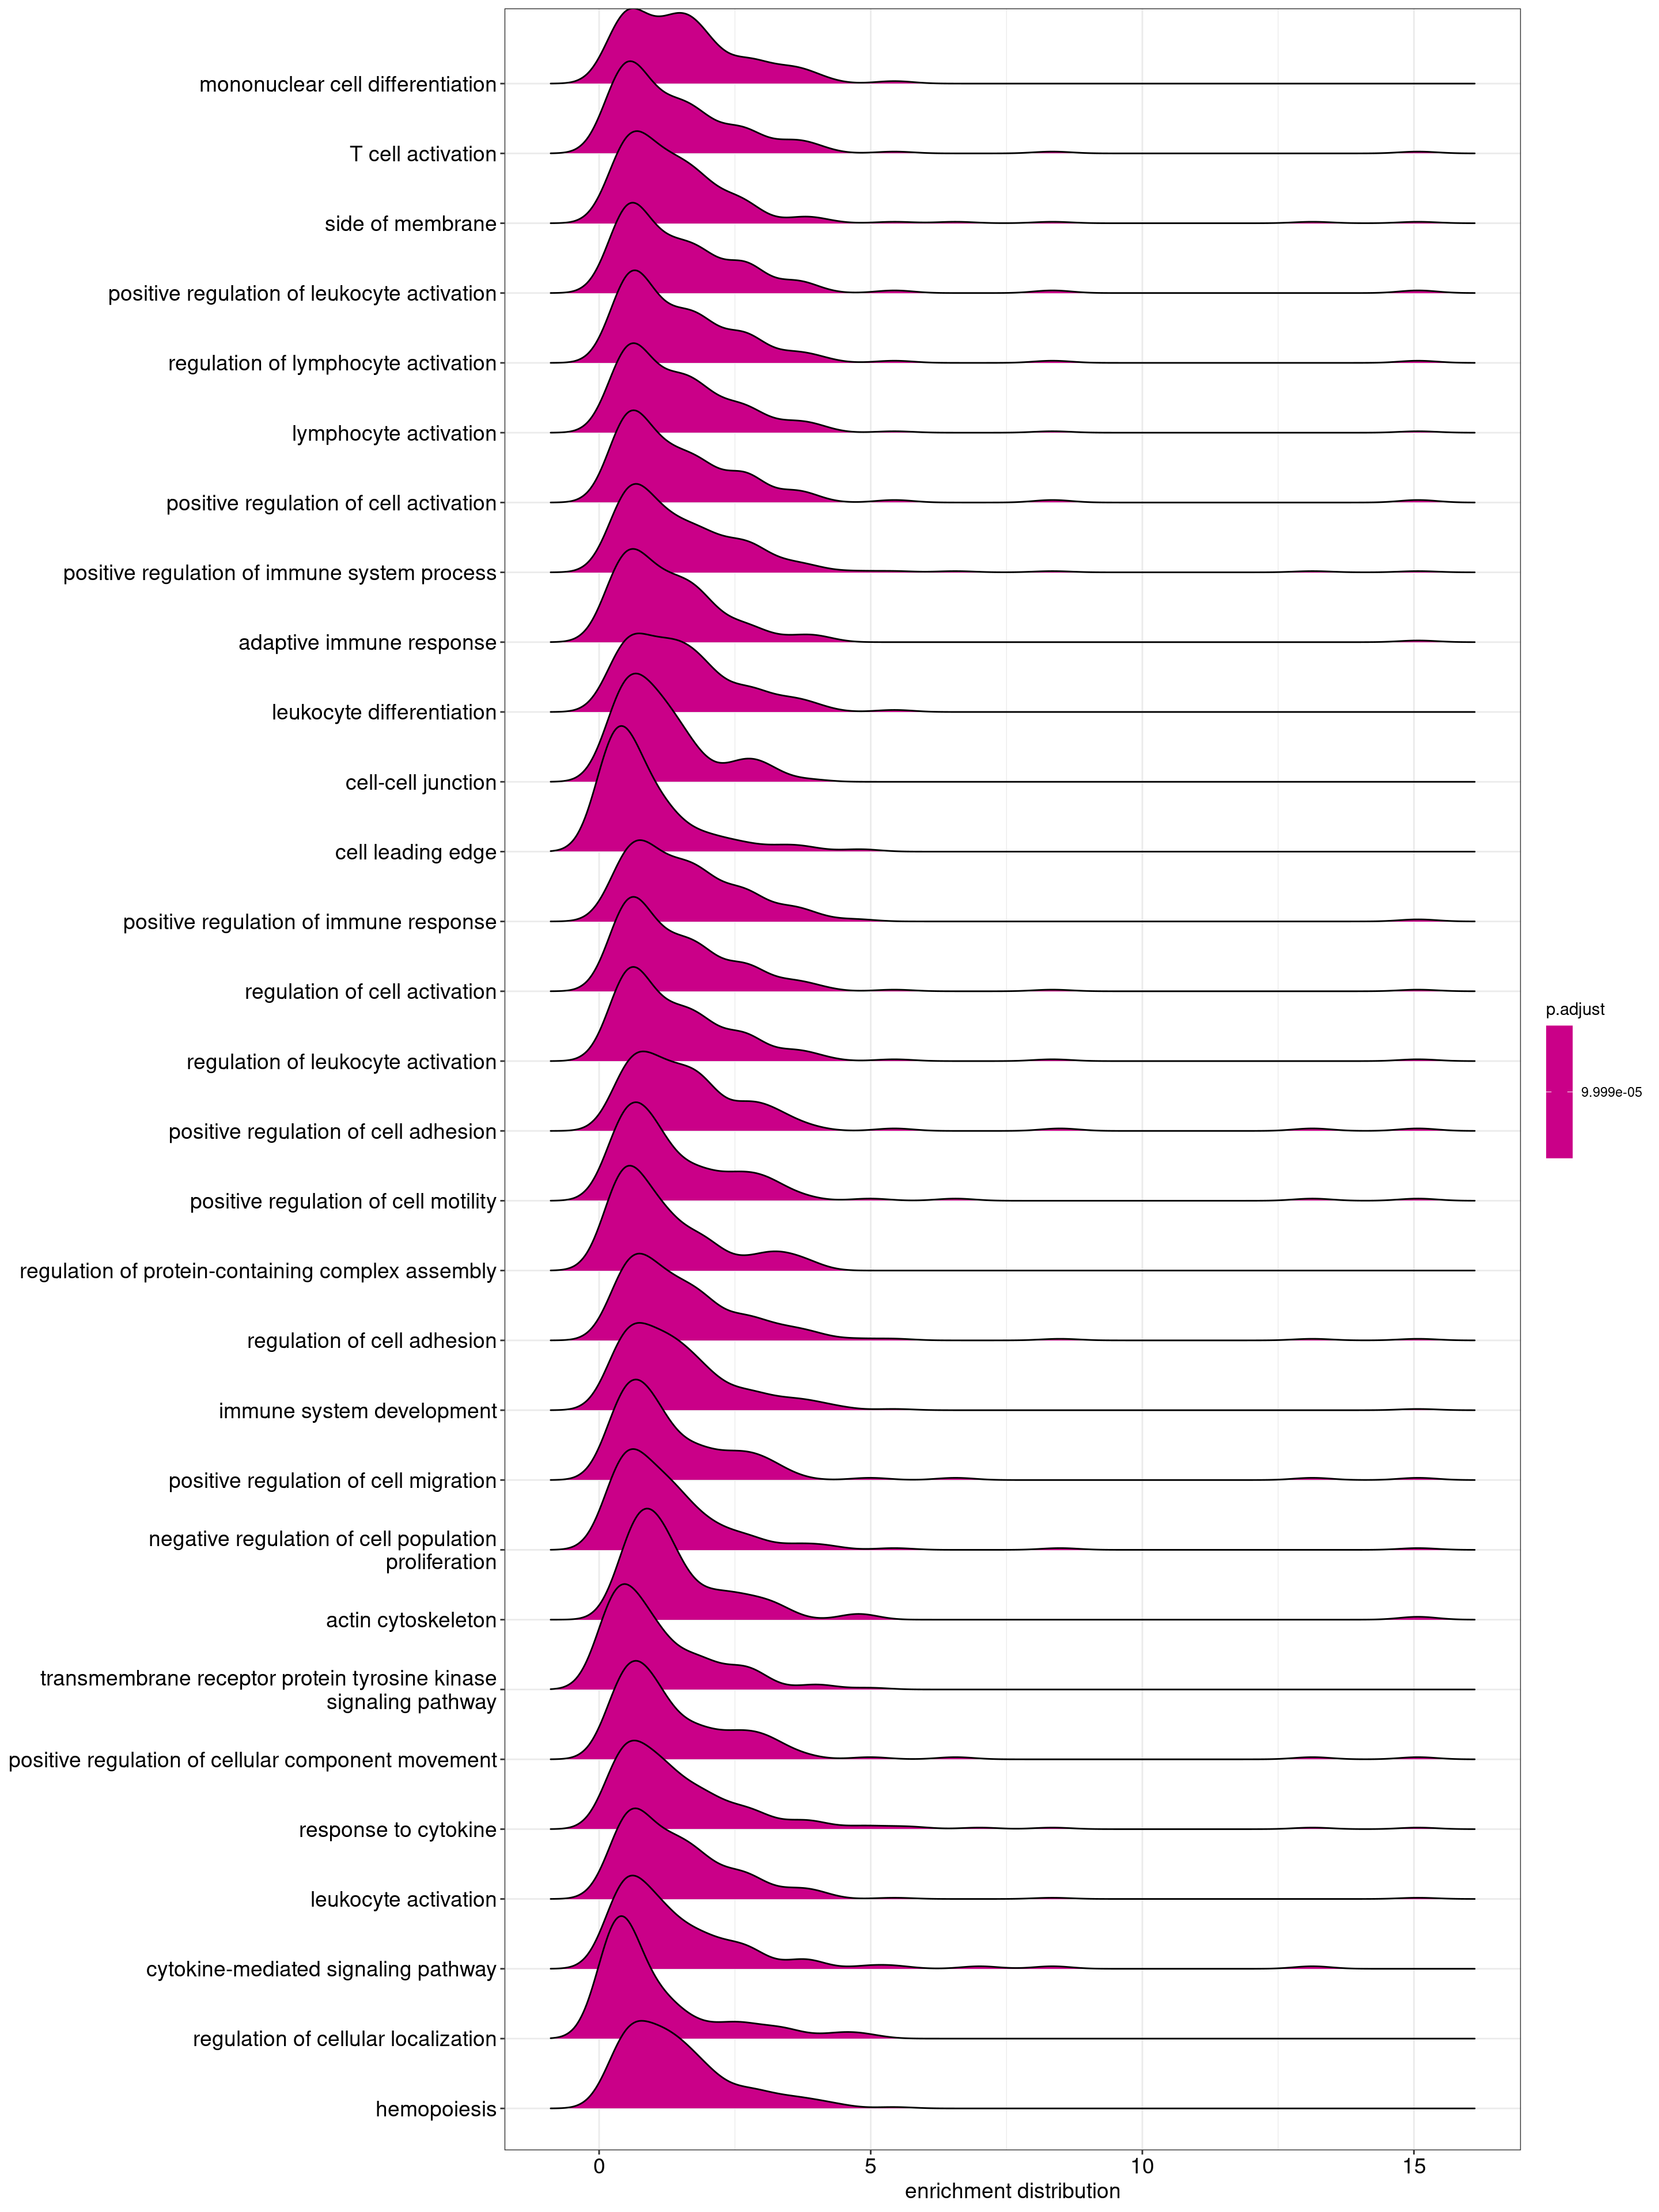 mononuclear cell differentiation
T cell activation
side of membrane
positive regulation of leukocyte activation
regulation of lymphocyte activation
lymphocyte activation
positive regulation of cell activation
positive regulation of immune system process
adaptive immune response
leukocyte differentiation
cell-cell junction
cell leading edge
positive regulation of immune response
regulation of cell activation
regulation of leukocyte activation
positive regulation of cell adhesion
positive regulation of cell motility
regulation of protein-containing complex assembly
regulation of cell adhesion
immune system development
positive regulation of cell migration
negative regulation of cell population
proliferation
actin cytoskeleton
transmembrane receptor protein tyrosine kinase
signaling pathway
positive regulation of cellular component movement
response to cytokine
leukocyte activation
cytokine-mediated signaling pathway
regulation of cellular localization
hemopoiesis
0 5 10 15
enrichment distribution
p.adjust
9.999e-05